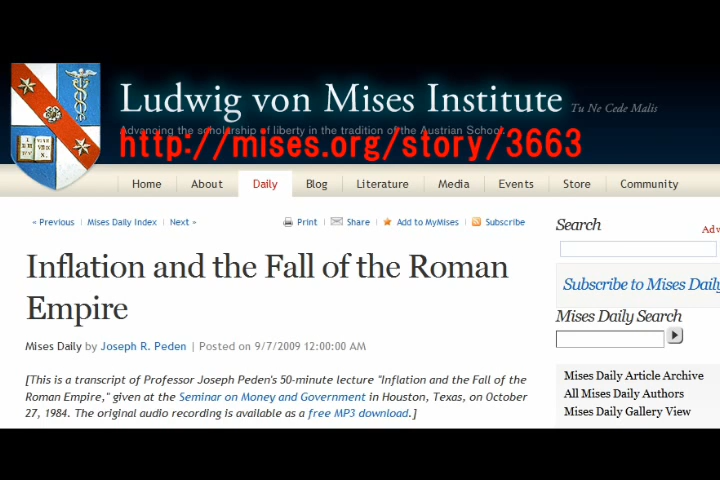 Ludwig von Mises Institute Tu Ne Cede Malis
Advancing the scholarship of liberty in the tradition of the Austrian School
http://mises.org/story/3663
Home About Daily Blog Literature Media Events Store Community
« Previous | Mises Daily Index | Next » Print | Share | Add to MyMises | Subscribe
Search
Adv
Subscribe to Mises Daily
Inflation and the Fall of the Roman
Empire
Mises Daily Search
Mises Daily by Joseph R. Peden | Posted on 9/7/2009 12:00:00 AM
[This is a transcript of Professor Joseph Peden's 50-minute lecture "Inflation and the Fall of the
Roman Empire," given at the Seminar on Money and Government in Houston, Texas, on October
27, 1984. The original audio recording is available as a free MP3 download.]
Mises Daily Article Archive
All Mises Daily Authors
Mises Daily Gallery View